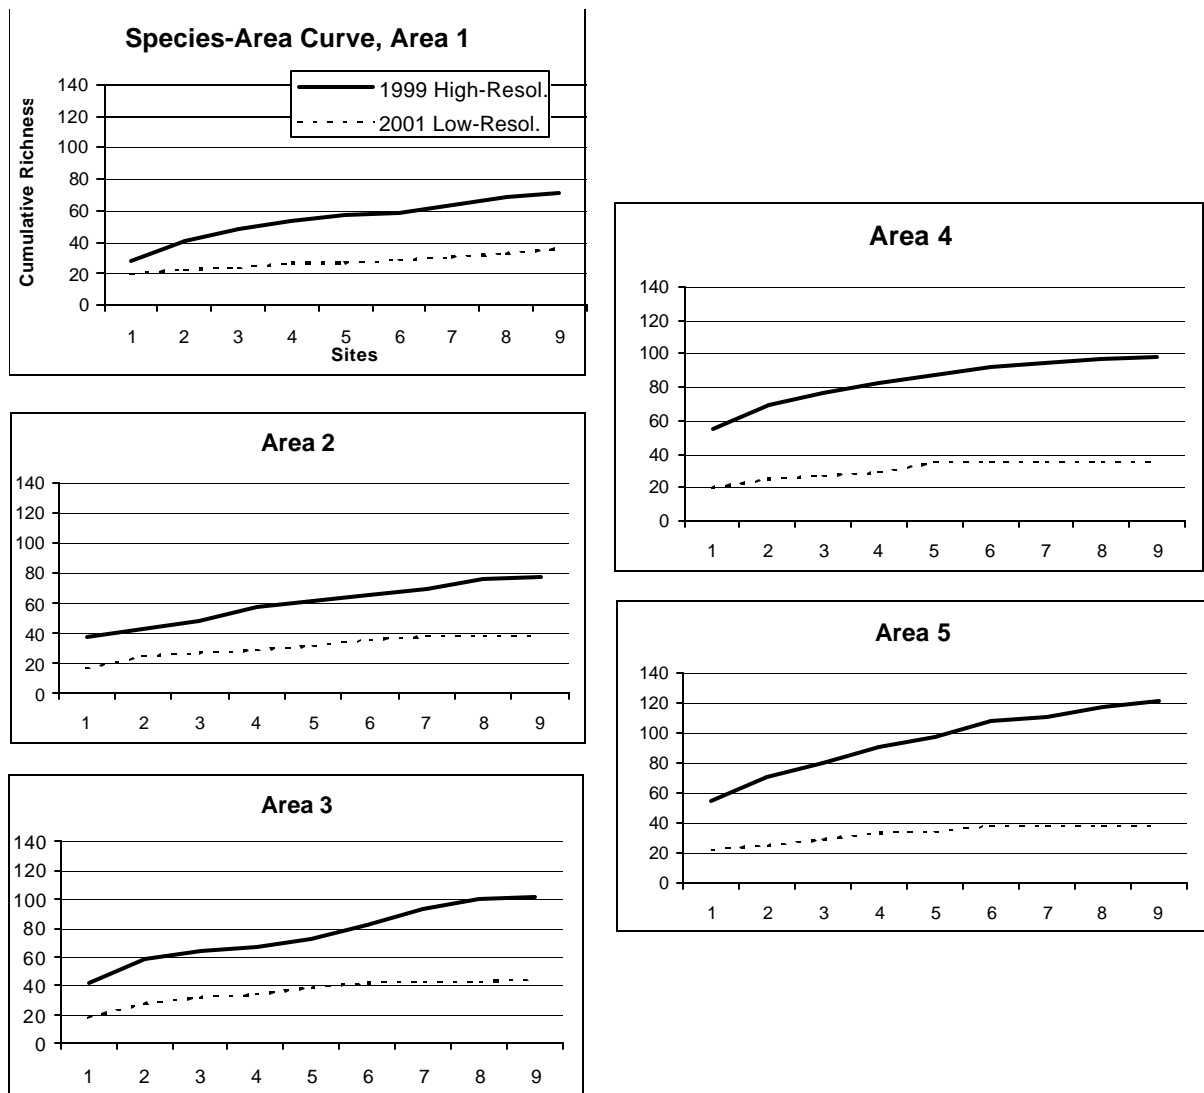 Species-Area Curve, Area 1
Cumulative Richness
1999 High-Resol.
2001 Low-Resol.
140
120
100
80
60
40
20
0
1 2 3 4 5 6 7 8 9
Sites
Area 2
140
120
100
80
60
40
20
0
1 2 3 4 5 6 7 8 9
Area 3
140
120
100
80
60
40
20
0
1 2 3 4 5 6 7 8 9
Area 4
140
120
100
80
60
40
20
0
1 2 3 4 5 6 7 8 9
Area 5
140
120
100
80
60
40
20
0
1 2 3 4 5 6 7 8 9